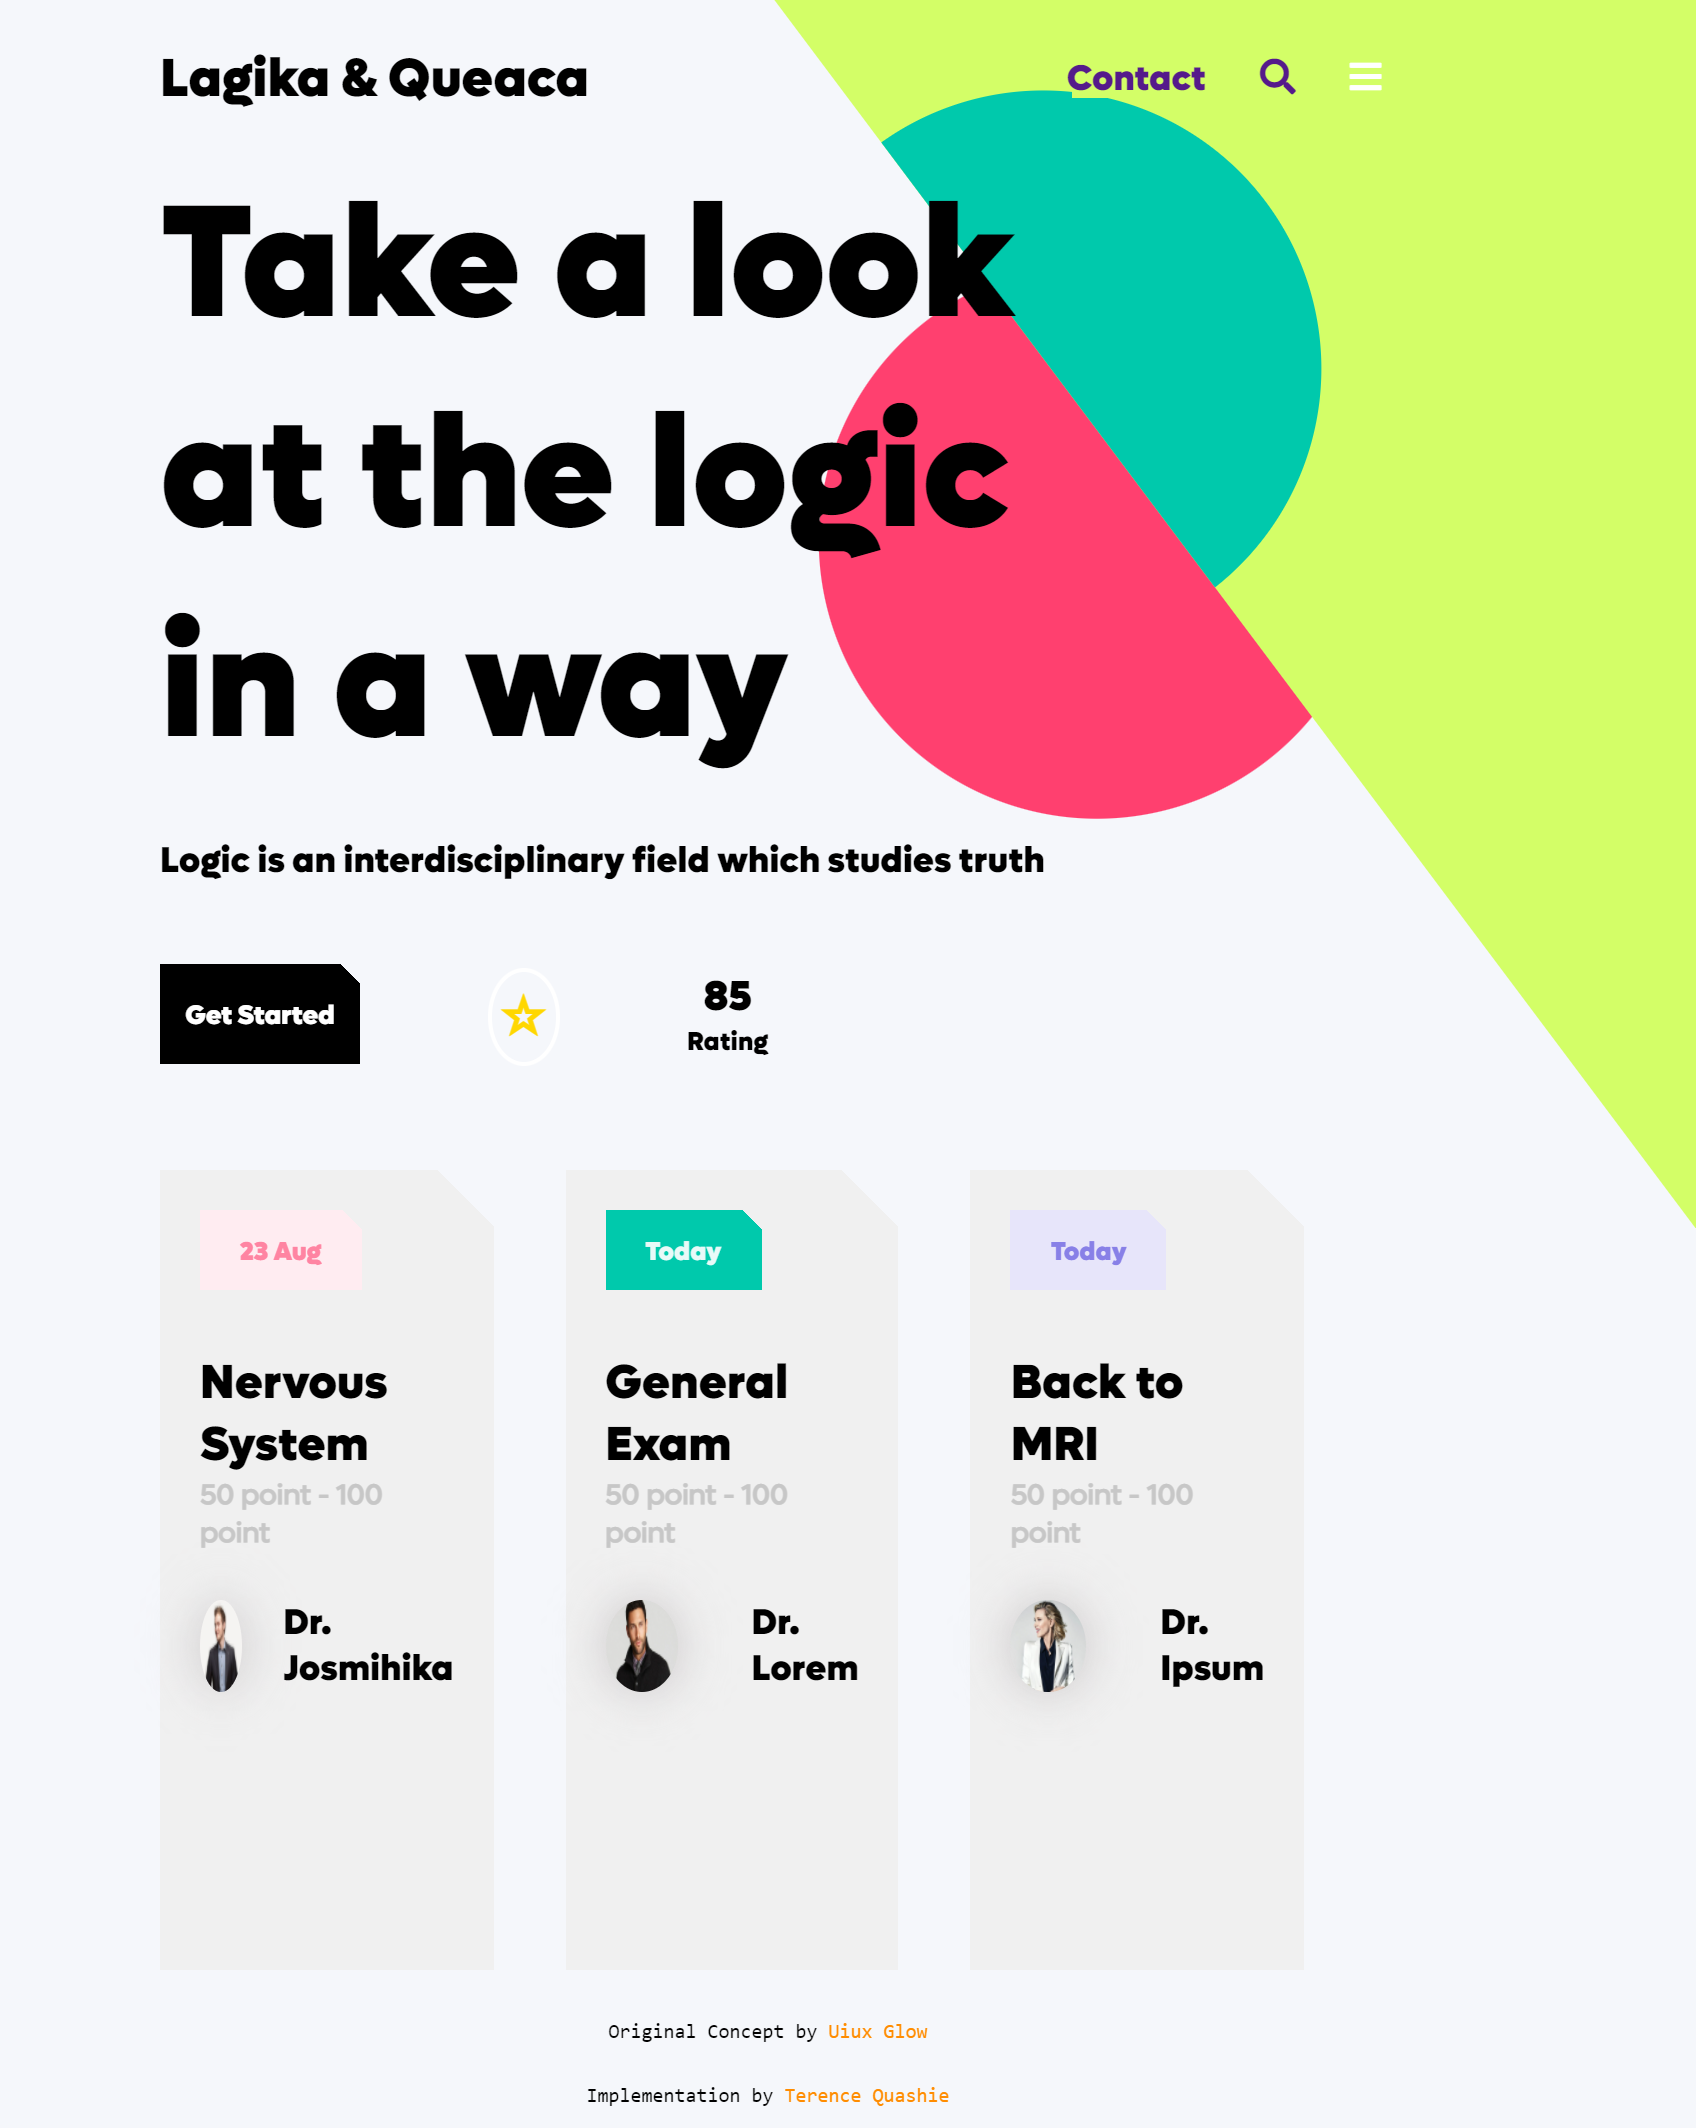 Lagika & Queaca
Contact
Take a look
at the logic
in a way
Logic is an interdisciplinary field which studies truth
Get Started
85
Rating
23 Aug
Nervous
System
50 point - 100
point
Dr.
Josmihika
Today
General
Exam
50 point - 100
point
Dr.
Lorem
Today
Back to
MRI
50 point - 100
point
Dr.
Ipsum
Original Concept by Uiux Glow
Implementation by Terence Quashie